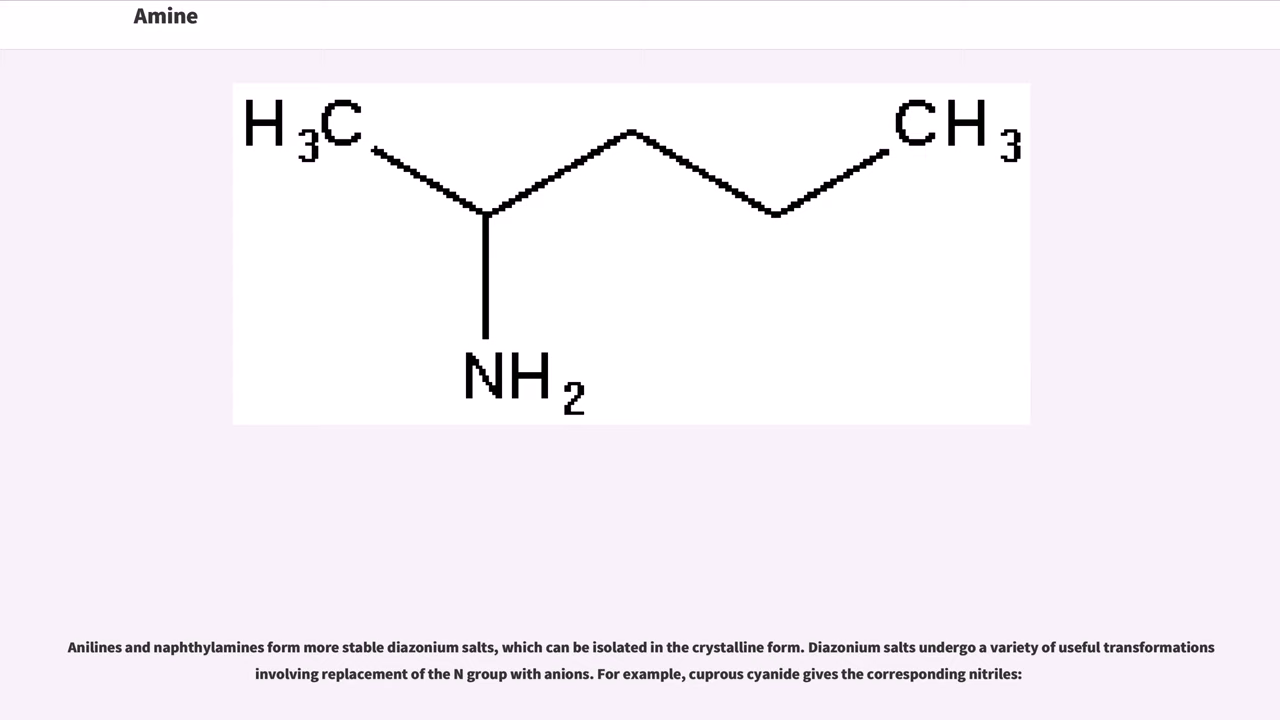 Amine
H3C
CH3
NH2
Anilines and naphthylamines form more stable diazonium salts, which can be isolated in the crystalline form. Diazonium salts undergo a variety of useful transformations
involving replacement of the N group with anions. For example, cuprous cyanide gives the corresponding nitriles: